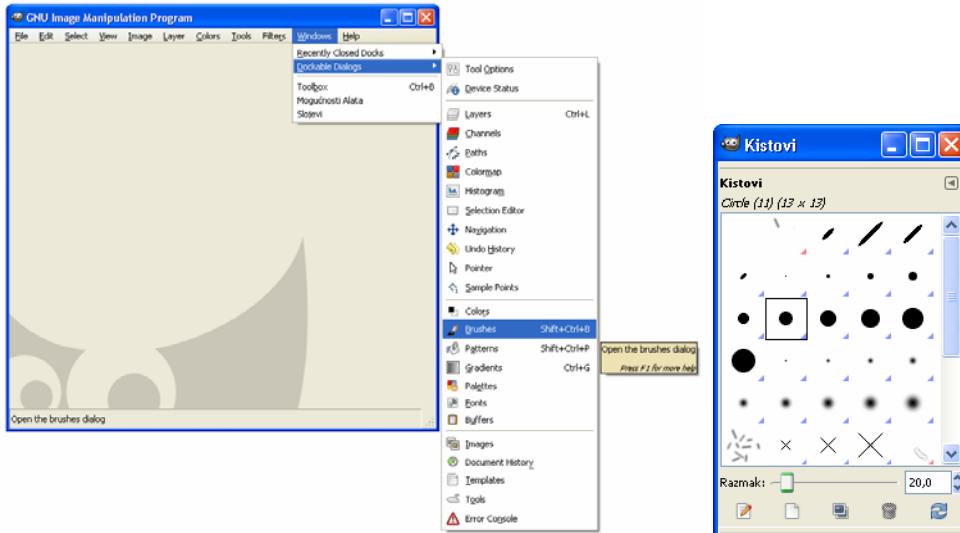 GNU Image Manipulation Program
File Edit Select View Image Layer Colors Tools Filters Windows Help
Recently Closed Docks
Dockable Dialogs
Toolbox Ctrl+B
Mogućnosti Alata
Slojevi
Tool Options
Device Status
Layers Ctrl+L
Channels
Paths
Colormap
Histogram
Selection Editor
Navigation
Undo History
Pointer
Sample Points
Colors
Brushes Shift+Ctrl+B
Patterns Shift+Ctrl+P
Gradients Ctrl+G
Palettes
Fonts
Buffers
Images
Document History
Templates
Tools
Error Console
Open the brushes dialog
Press F1 for more help
Open the brushes dialog
Kistovi
Kistovi
Circle (11) (13 x 13)
Razmak: 20,0